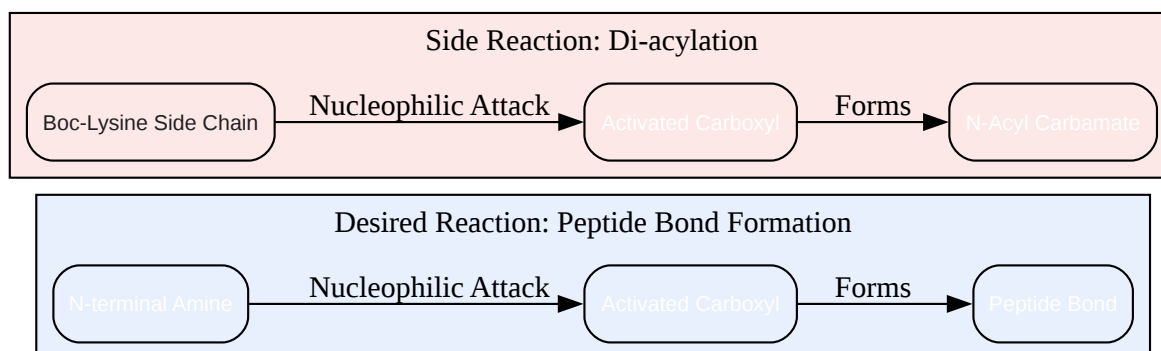 Side Reaction: Di-acylation
Boc-Lysine Side Chain
Nucleophilic Attack
Activated Carboxyl
Forms
N-Acyl Carbamate
Desired Reaction: Peptide Bond Formation
N-terminal Amine
Nucleophilic Attack
Activated Carboxyl
Forms
Peptide Bond